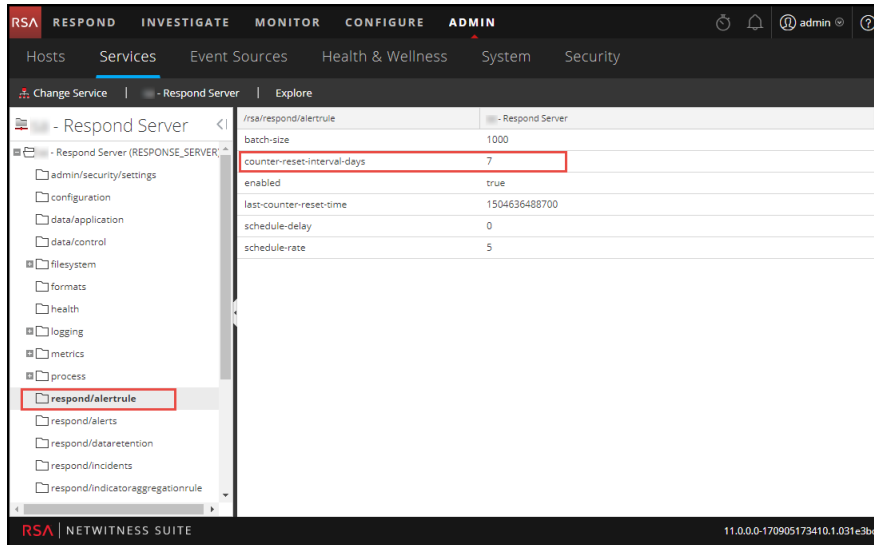 RSA RESPOND INVESTIGATE MONITOR CONFIGURE ADMIN admin
Hosts Services Event Sources Health & Wellness System Security
Change Service | - Respond Server | Explore
- Respond Server
- Respond Server (RESPONSE_SERVER)
admin/security/settings
configuration
data/application
data/control
filesystem
formats
health
logging
metrics
process
respond/alertrule
respond/alerts
respond/dataretention
respond/incidents
respond/indicatoraggregationrule
/rsa/respond/alertrule - Respond Server
batch-size 1000
counter-reset-interval-days 7
enabled true
last-counter-reset-time 1504636488700
schedule-delay 0
schedule-rate 5
RSA | NETWITNESS SUITE 11.0.0.0-170905173410.1.031e3bc